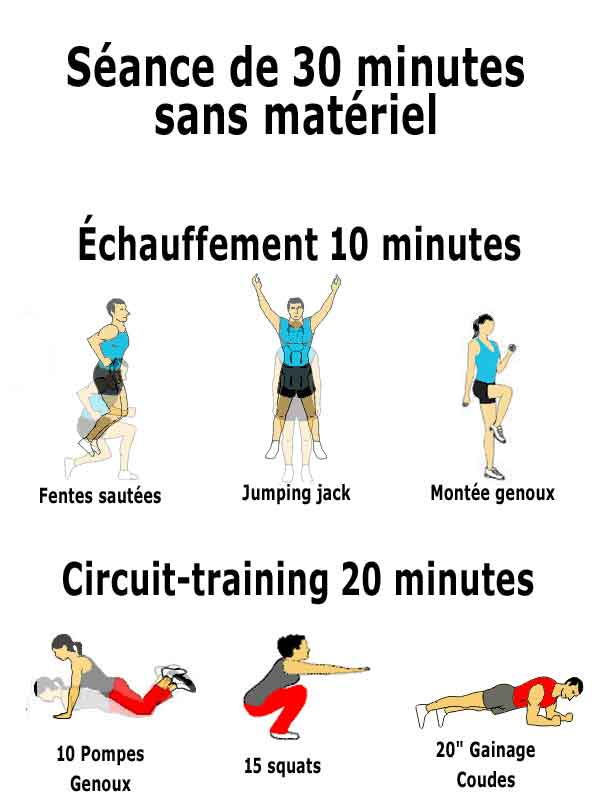 Séance de 30 minutes
sans matériel
Échauffement 10 minutes
Fentes sautées
Jumping jack
Montée genoux
Circuit-training 20 minutes
10 Pompes
Genoux
15 squats
20" Gainage
Coudes